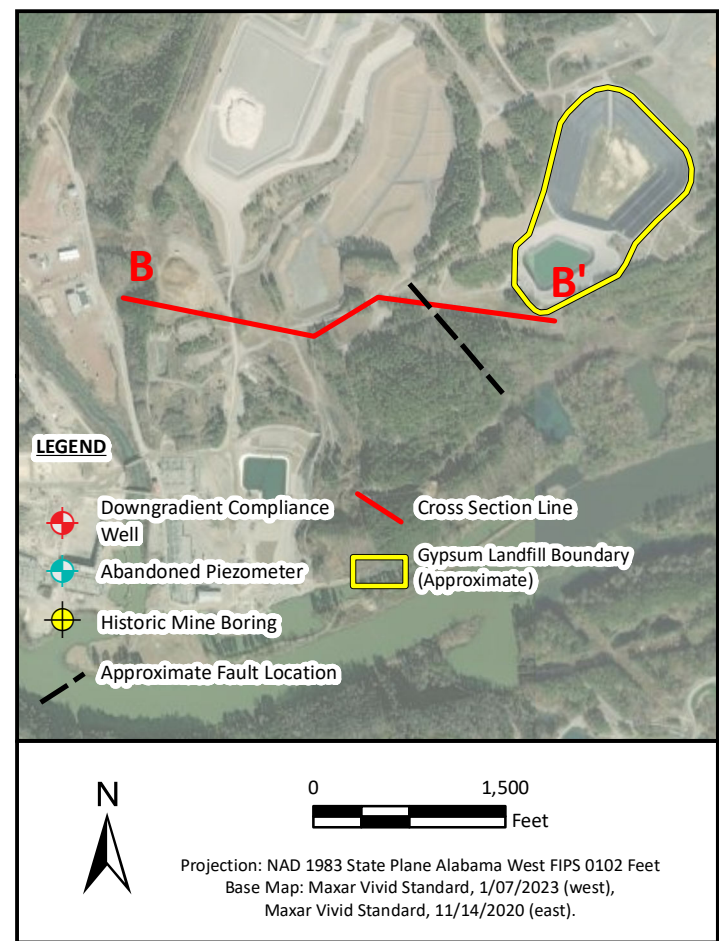 B
B'
LEGEND
Downgradient Compliance
Well
Abandoned Piezometer
Historic Mine Boring
Approximate Fault Location
Cross Section Line
Gypsum Landfill Boundary
(Approximate)
N
0 1,500
Feet
Projection: NAD 1983 State Plane Alabama West FIPS 0102 Feet
Base Map: Maxar Vivid Standard, 1/07/2023 (west),
Maxar Vivid Standard, 11/14/2020 (east).